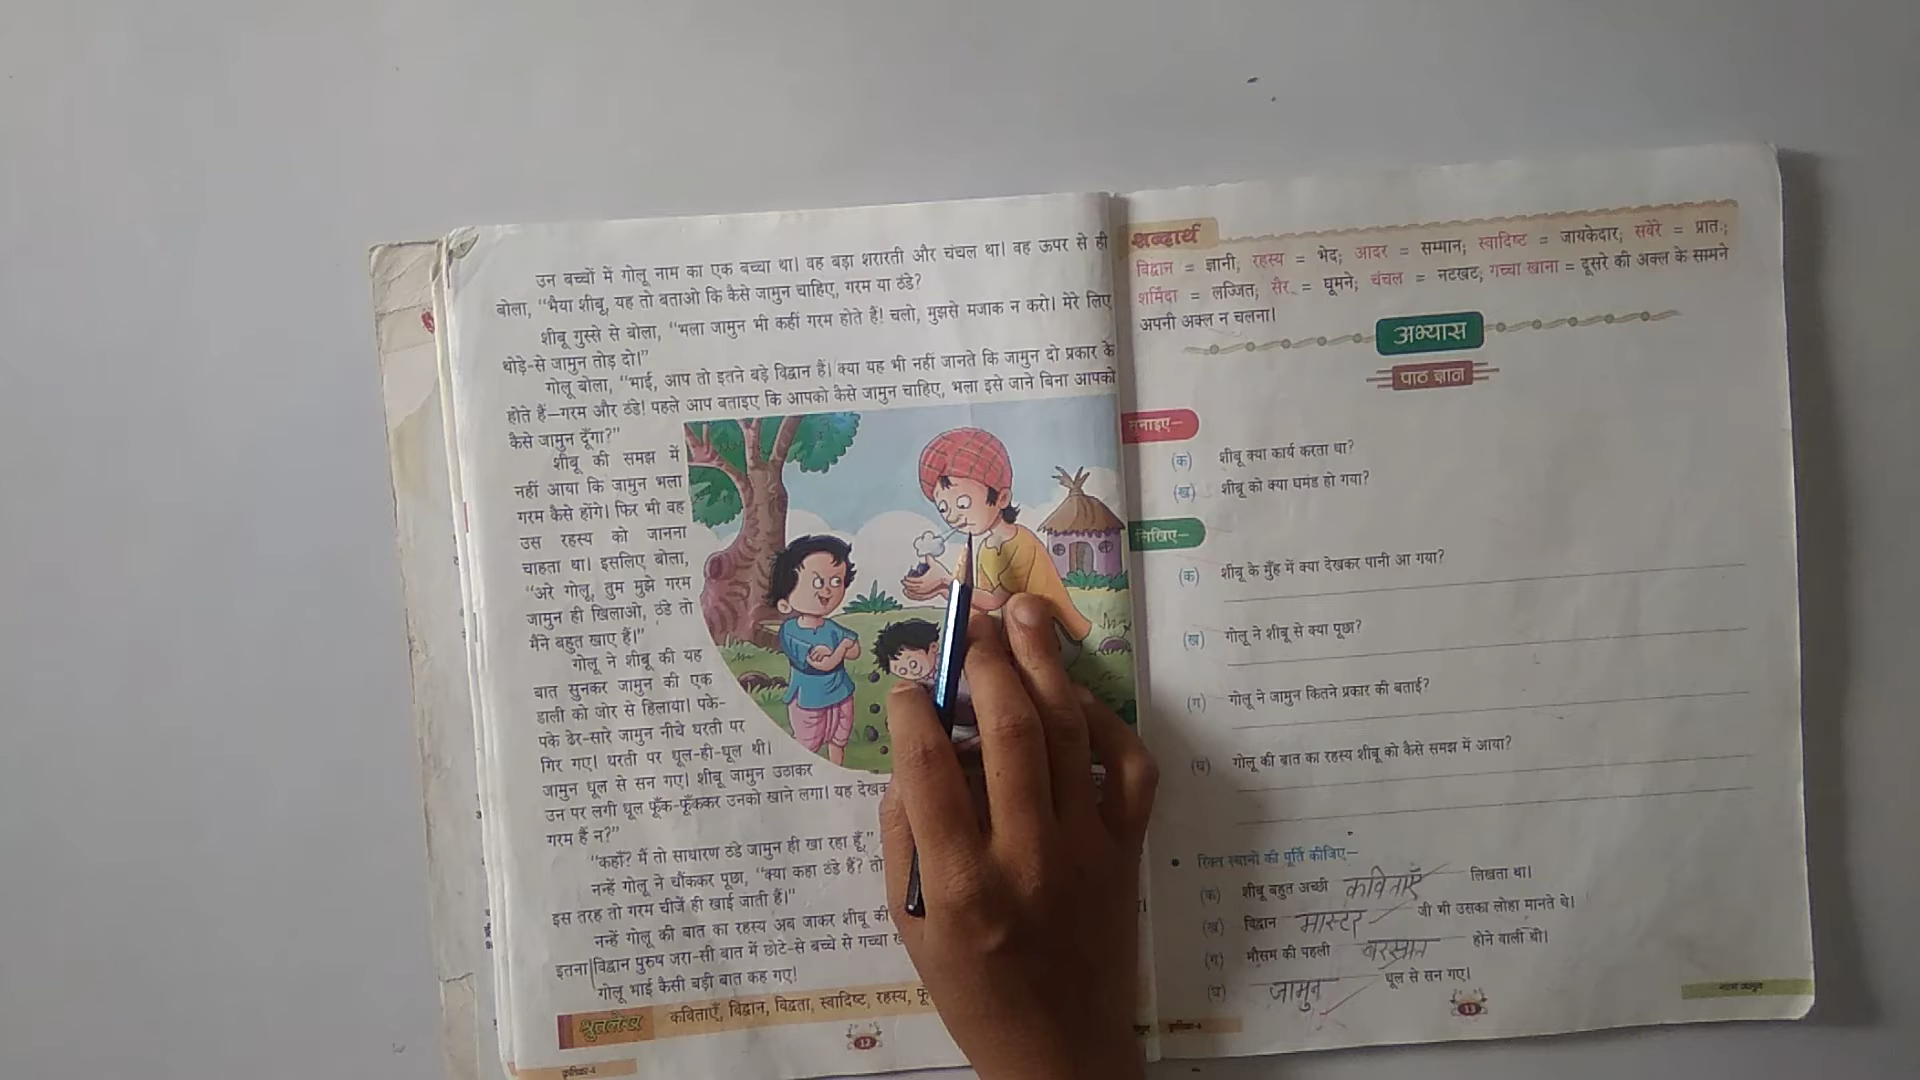 उन बच्चों में गोलू नाम का एक बच्चा था। वह बड़ा शरारती और चंचल था। वह ऊपर से ही
बोला, “भैया शीबू, यह तो बताओ कि कैसे जामुन चाहिए, गरम या ठंडे?
शीबू गुस्से से बोला, “भला जामुन भी कहीं गरम होते हैं! चलो, मुझसे मजाक न करो। मेरे लिए
थोड़े-से जामुन तोड़ दो।”
गोलू बोला, “भाई, आप तो इतने बड़े विद्वान हैं। क्या यह भी नहीं जानते कि जामुन दो प्रकार के
होते हैं—गरम और ठंडे! पहले आप बताइए कि आपको कैसे जामुन चाहिए, भला इसे जाने बिना आपको
कैसे जामुन दूँगा?”
शीबू की समझ में
नहीं आया कि जामुन भला
गरम कैसे होंगे। फिर भी वह
उस रहस्य को जानना
चाहता था। इसलिए बोला,
“अरे गोलू, तुम मुझे गरम
जामुन ही खिलाओ, ठंडे तो
मैंने बहुत खाए हैं।”
गोलू ने शीबू की यह
बात सुनकर जामुन की एक
डाली को जोर से हिलाया। पके-
पके ढेर-सारे जामुन नीचे धरती पर
गिर गए। धरती पर धूल-ही-धूल थी।
जामुन धूल से सन गए। शीबू जामुन उठाकर
उन पर लगी धूल फूँक-फूँककर उनको खाने लगा। यह देखक
गरम हैं न?”
“कहाँ? मैं तो साधारण ठंडे जामुन ही खा रहा हूँ,”
नन्हें गोलू ने चौंककर पूछा, “क्या कहा ठंडे हैं? तो
इस तरह तो गरम चीजें ही खाई जाती हैं।”
नन्हें गोलू की बात का रहस्य अब जाकर शीबू की
इतना विद्वान पुरुष जरा-सी बात में छोटे-से बच्चे से गच्चा ख
गोलू भाई कैसी बड़ी बात कह गए!
श्रुतलेख कविताएँ, विद्वान, विद्वता, स्वादिष्ट, रहस्य, फूँ
12
शब्दार्थ
विद्वान = ज्ञानी; रहस्य = भेद; आदर = सम्मान; स्वादिष्ट = जायकेदार; सवेरे = प्रातः;
शर्मिंदा = लज्जित; सैर = घूमने; चंचल = नटखट; गच्चा खाना = दूसरे की अक्ल के सामने
अपनी अक्ल न चलना।
अभ्यास
पाठ ज्ञान
सुनाइए—
(क) शीबू क्या कार्य करता था?
(ख) शीबू को क्या घमंड हो गया?
लिखिए—
(क) शीबू के मुँह में क्या देखकर पानी आ गया?
(ख) गोलू ने शीबू से क्या पूछा?
(ग) गोलू ने जामुन कितने प्रकार की बताई?
(घ) गोलू की बात का रहस्य शीबू को कैसे समझ में आया?
• रिक्त स्थानों की पूर्ति कीजिए—
(क) शीबू बहुत अच्छी कविताएँ लिखता था।
(ख) विद्वान मास्टर जी भी उसका लोहा मानते थे।
(ग) मौसम की पहली बरसात होने वाली थी।
(घ) जामुन धूल से सन गए।
13